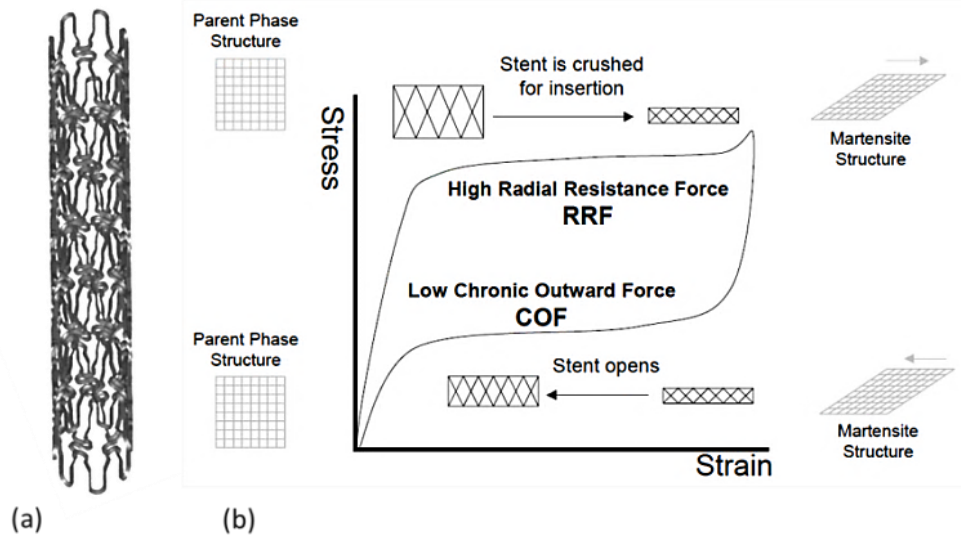 Parent Phase
Structure
Stent is crushed
for insertion
Martensite
Structure
Stress
High Radial Resistance Force
RRF
Low Chronic Outward Force
COF
Parent Phase
Structure
Stent opens
Martensite
Structure
Strain
(a)
(b)